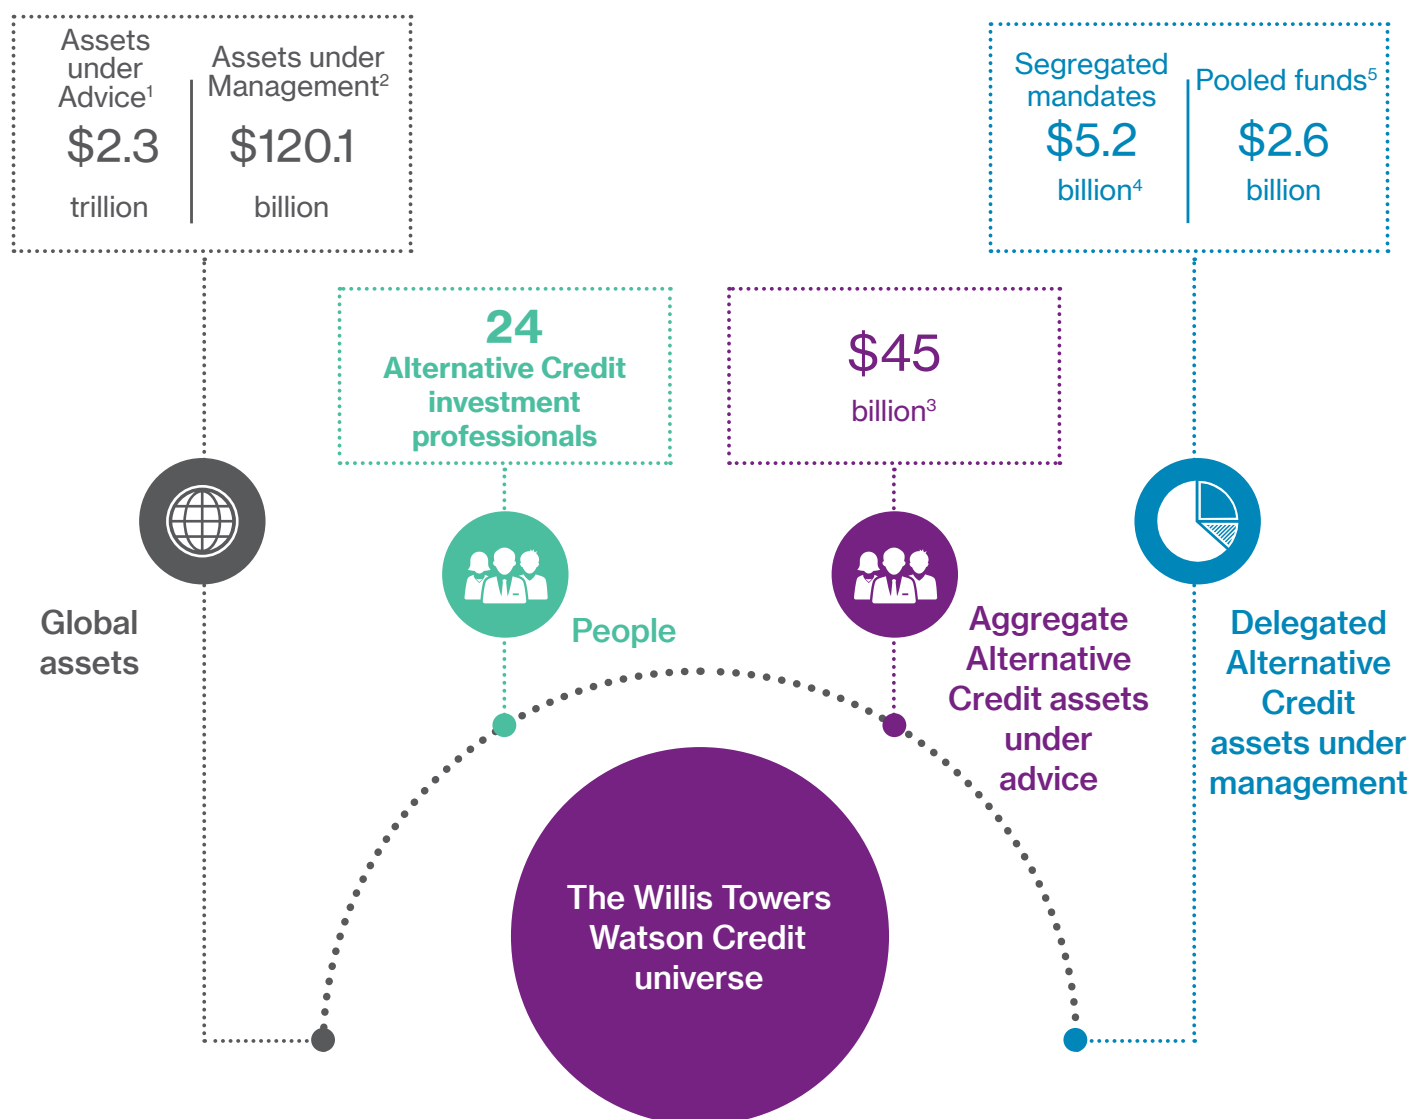 Assets
under
Advice¹
$2.3
trillion
Assets under
Management²
$120.1
billion
Segregated
mandates
$5.2
billion⁴
Pooled funds⁵
$2.6
billion
24
Alternative Credit
investment
professionals
$45
billion³
Global
assets
People
Aggregate
Alternative
Credit assets
under
advice
Delegated
Alternative
Credit
assets under
management
The Willis Towers
Watson Credit
universe